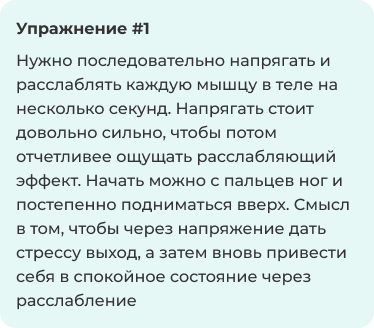 Упражнение #1
Нужно последовательно напрягать и
расслаблять каждую мышцу в теле на
несколько секунд. Напрягать стоит
довольно сильно, чтобы потом
отчетливее ощущать расслабляющий
эффект. Начать можно с пальцев ног и
постепенно подниматься вверх. Смысл
в том, чтобы через напряжение дать
стрессу выход, а затем вновь привести
себя в спокойное состояние через
расслабление